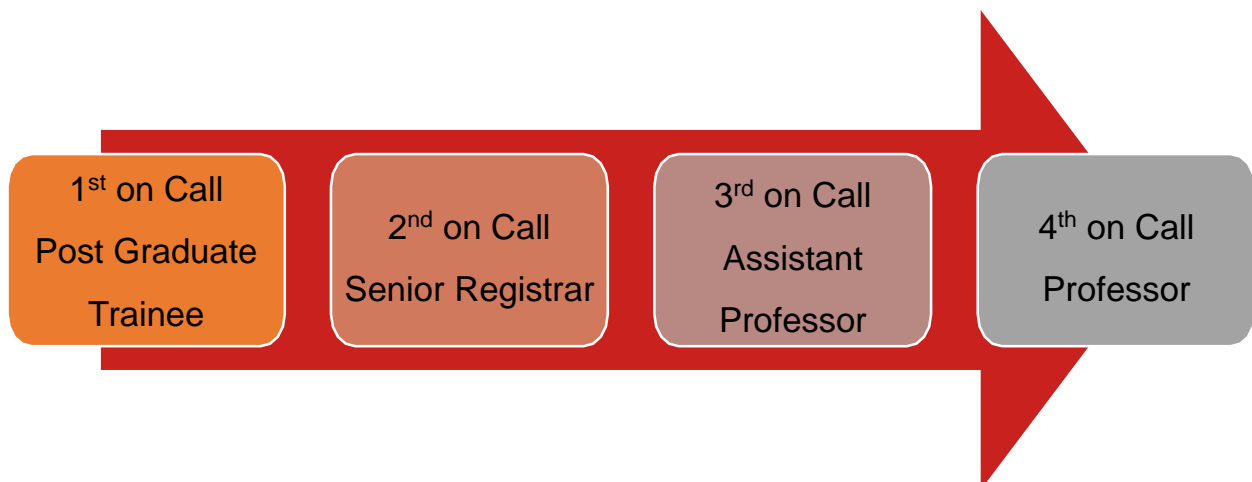 1st on Call
Post Graduate
Trainee
2nd on Call
Senior Registrar
3rd on Call
Assistant
Professor
4th on Call
Professor